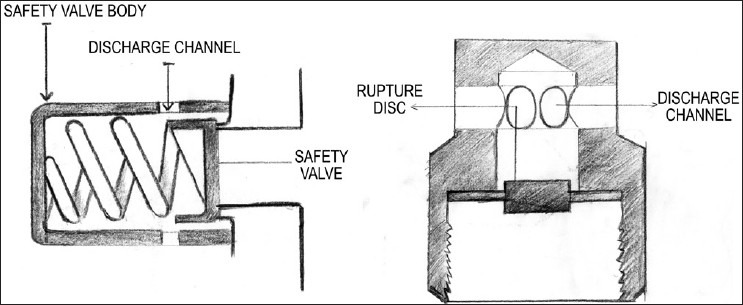 SAFETY VALVE BODY
DISCHARGE CHANNEL
SAFETY
VALVE
RUPTURE
DISC
DISCHARGE
CHANNEL